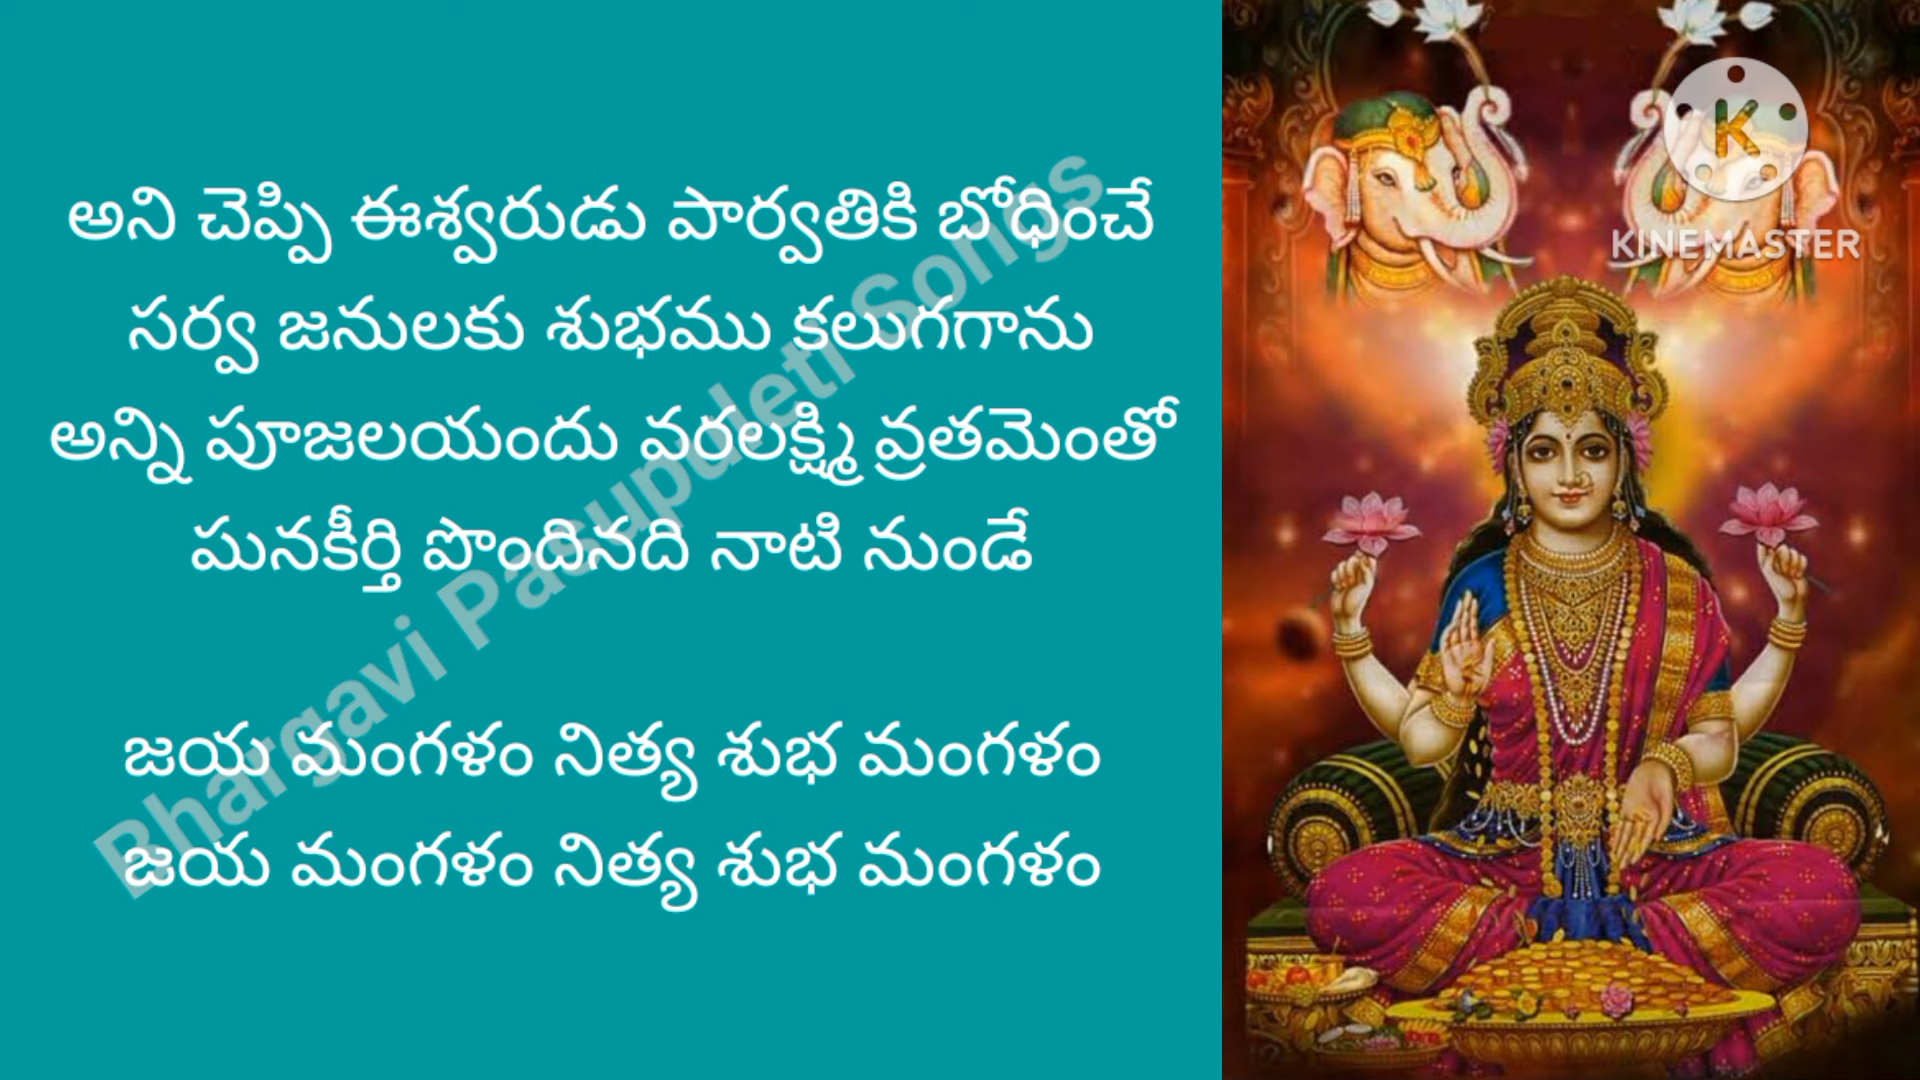 అని చెప్పి ఈశ్వరుడు పార్వతికి బోధించే
సర్వ జనులకు శుభము కలుగగాను
అన్ని పూజలయందు వరలక్ష్మి వ్రతమెంతో
ఘనకీర్తి పొందినది నాటి నుండే
జయ మంగళం నిత్య శుభ మంగళం
జయ మంగళం నిత్య శుభ మంగళం
Bhargavi Pasupuleti Songs
K
KINEMASTER